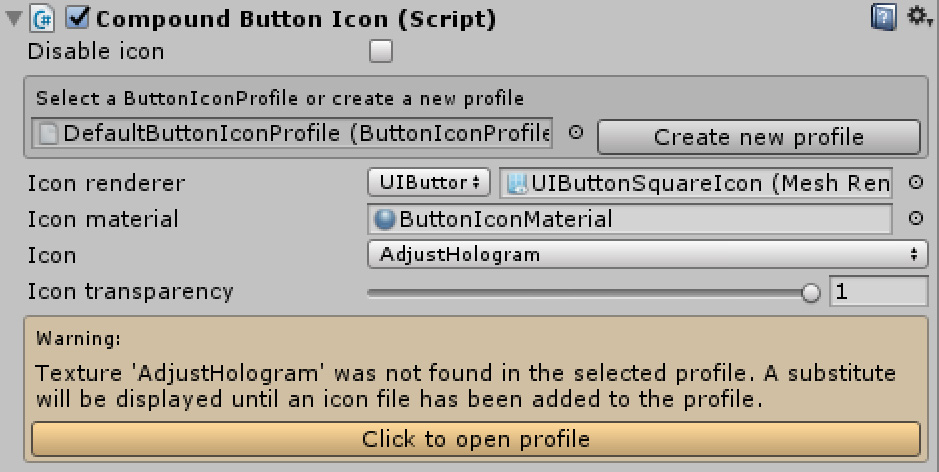 Compound Button Icon (Script)
Disable icon
Select a ButtonIconProfile or create a new profile
DefaultButtonIconProfile (ButtonIconProfile
Create new profile
Icon renderer UIButtor UIButtonSquareIcon (Mesh Ren
Icon material ButtonIconMaterial
Icon AdjustHologram
Icon transparency 1
Warning:
Texture 'AdjustHologram' was not found in the selected profile. A substitute
will be displayed until an icon file has been added to the profile.
Click to open profile